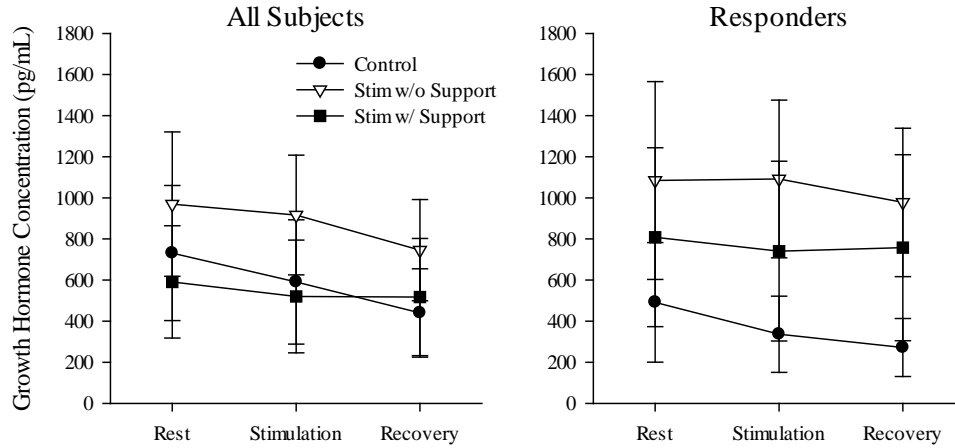 All Subjects
Responders
Growth Hormone Concentration (pg/mL)
1800
1600
1400
1200
1000
800
600
400
200
0
Control
Stim w/o Support
Stim w/ Support
Rest
Stimulation
Recovery
1800
1600
1400
1200
1000
800
600
400
200
0
Rest
Stimulation
Recovery